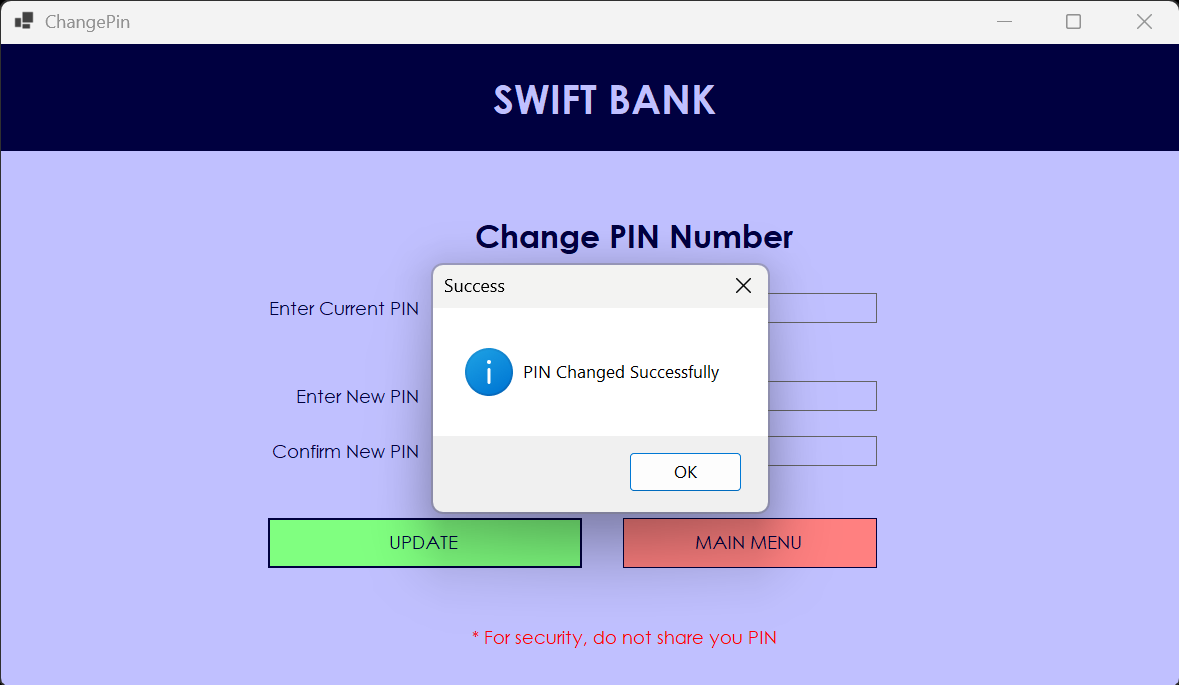 ChangePin
SWIFT BANK
Change PIN Number
Success
Enter Current PIN
PIN Changed Successfully
Enter New PIN
Confirm New PIN
OK
UPDATE
MAIN MENU
* For security, do not share you PIN